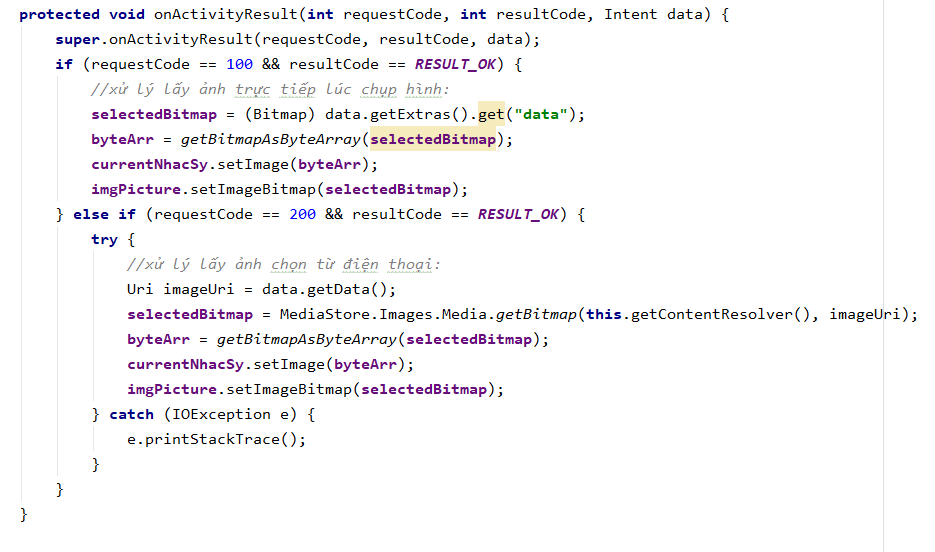 protected void onActivityResult(int requestCode, int resultCode, Intent data) {
super.onActivityResult(requestCode, resultCode, data);
if (requestCode == 100 && resultCode == RESULT_OK) {
//xử lý lấy ảnh trực tiếp lúc chụp hình:
selectedBitmap = (Bitmap) data.getExtras().get("data");
byteArr = getBitmapAsByteArray(selectedBitmap);
currentNhacSy.setImage(byteArr);
imgPicture.setImageBitmap(selectedBitmap);
} else if (requestCode == 200 && resultCode == RESULT_OK) {
try {
//xử lý lấy ảnh chọn từ điện thoại:
Uri imageUri = data.getData();
selectedBitmap = MediaStore.Images.Media.getBitmap(this.getContentResolver(), imageUri);
byteArr = getBitmapAsByteArray(selectedBitmap);
currentNhacSy.setImage(byteArr);
imgPicture.setImageBitmap(selectedBitmap);
} catch (IOException e) {
e.printStackTrace();
}
}
}